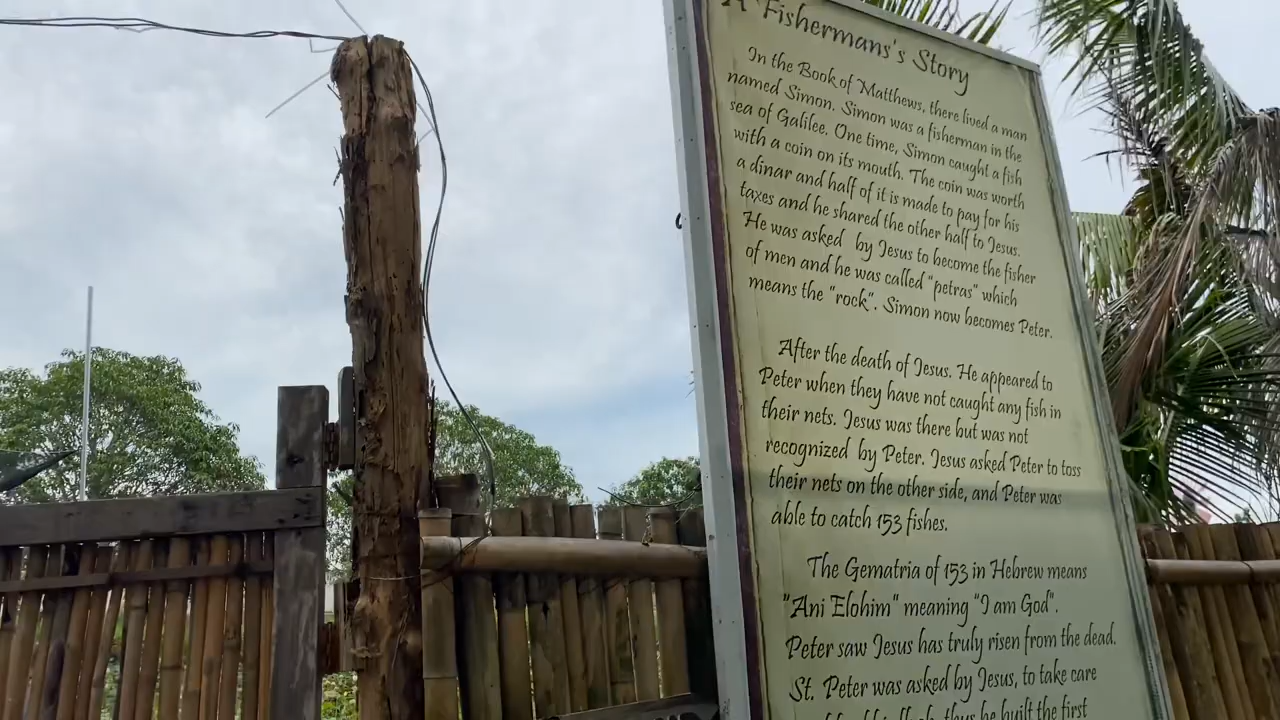 A Fishermans's Story
In the Book of Matthews, there lived a man
named Simon. Simon was a fisherman in the
sea of Galilee. One time, Simon caught a fish
with a coin on its mouth. The coin was worth
a dinar and half of it is made to pay for his
taxes and he shared the other half to Jesus.
He was asked by Jesus to become the fisher
of men and he was called "petras" which
means the "rock". Simon now becomes Peter.
After the death of Jesus. He appeared to
Peter when they have not caught any fish in
their nets. Jesus was there but was not
recognized by Peter. Jesus asked Peter to toss
their nets on the other side, and Peter was
able to catch 153 fishes.
The Gematria of 153 in Hebrew means
"Ani Elohim" meaning "I am God".
Peter saw Jesus has truly risen from the dead.
St. Peter was asked by Jesus, to take care
thus he built the first